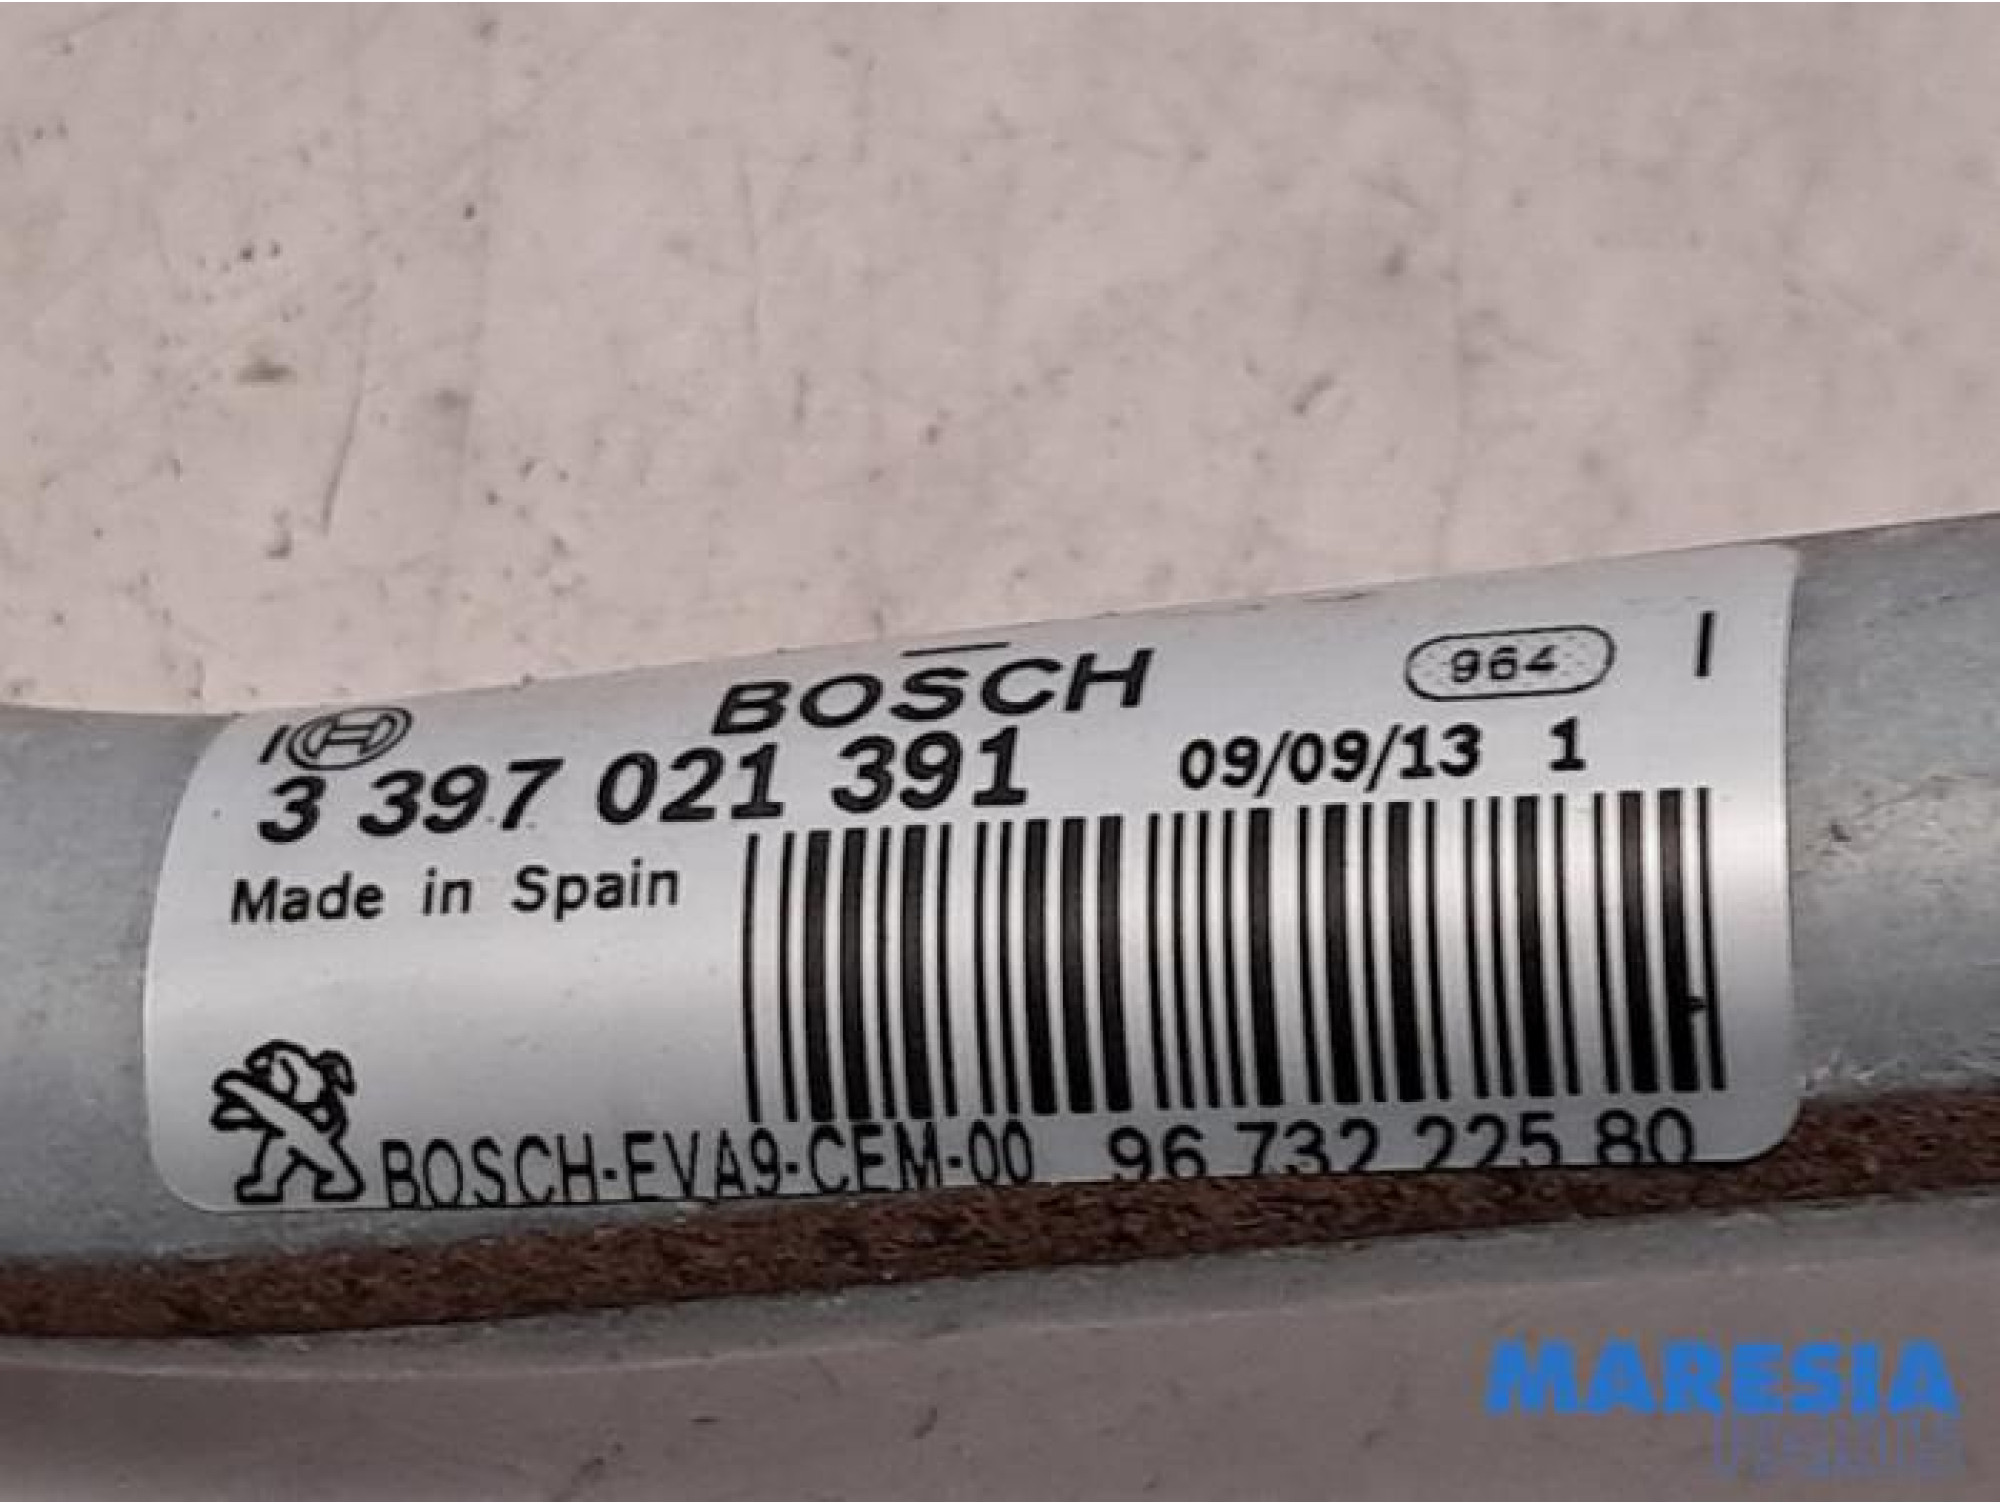 BOSCH 964
3 397 021 391 09/09/13 1
Made in Spain
BOSCH-EVA9-CEM-00 96 732 225 80
MARESIA